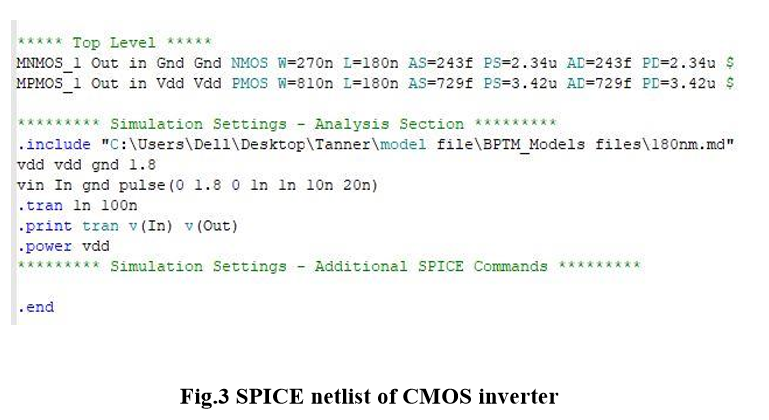 ***** Top Level *****
MNMOS_1 Out in Gnd Gnd NMOS W=270n L=180n AS=243f PS=2.34u AD=243f PD=2.34u $
MPMOS_1 Out in Vdd Vdd PMOS W=810n L=180n AS=729f PS=3.42u AD=729f PD=3.42u $
********* Simulation Settings - Analysis Section *********
.include "C:\Users\Dell\Desktop\Tanner\model file\BPTM_Models files\180nm.md"
vdd vdd gnd 1.8
vin In gnd pulse(0 1.8 0 1n 1n 10n 20n)
.tran 1n 100n
.print tran v(In) v(Out)
.power vdd
********* Simulation Settings - Additional SPICE Commands *********
.end
Fig.3 SPICE netlist of CMOS inverter